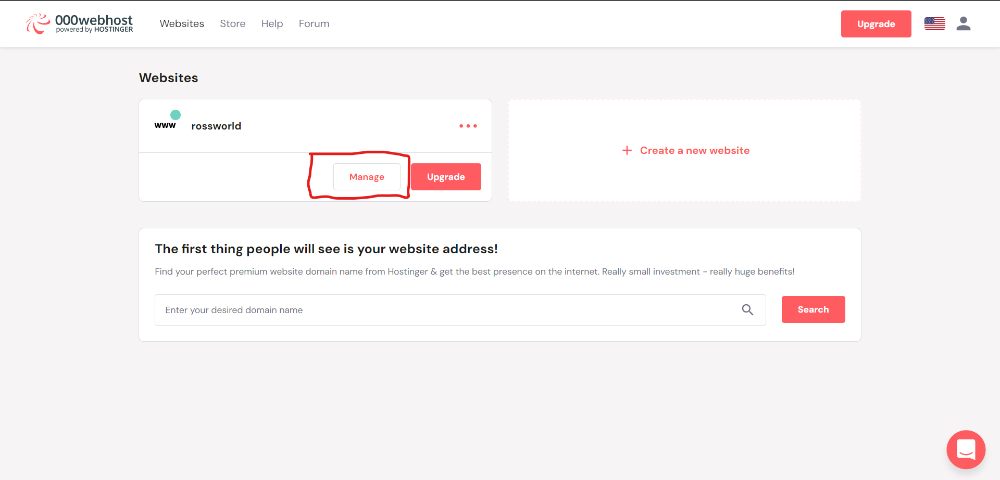 000webhost
powered by HOSTINGER
Websites Store Help Forum
Upgrade
Websites
www rossworld
Manage Upgrade
+ Create a new website
The first thing people will see is your website address!
Find your perfect premium website domain name from Hostinger & get the best presence on the internet. Really small investment - really huge benefits!
Enter your desired domain name
Search